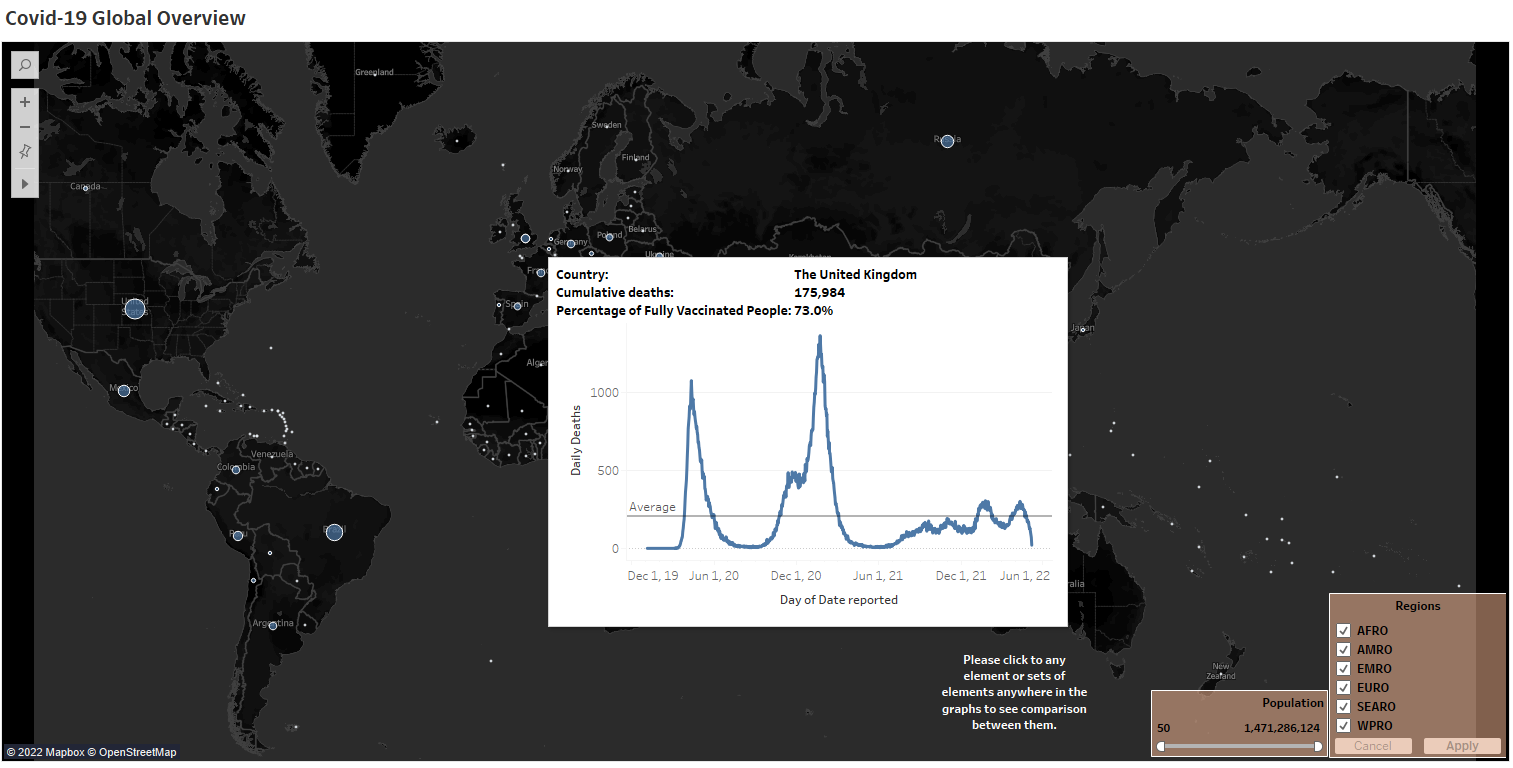 Covid-19 Global Overview
Greenland
Sweden
Finland
Norway
Russia
Canada
Germany
Poland
Belarus
Ukraine
Kazakhstan
France
Spain
United
States
Mexico
Algeria
Japan
Venezuela
Colombia
Peru
Brazil
Argentina
New
Zealand
Country: The United Kingdom
Cumulative deaths: 175,984
Percentage of Fully Vaccinated People: 73.0%
1000
500
0
Daily Deaths
Average
Dec 1, 19 Jun 1, 20 Dec 1, 20 Jun 1, 21 Dec 1, 21 Jun 1, 22
Day of Date reported
Please click to any
element or sets of
elements anywhere in the
graphs to see comparison
between them.
Population
50 1,471,286,124
Regions
AFRO
AMRO
EMRO
EURO
SEARO
WPRO
Cancel Apply
© 2022 Mapbox © OpenStreetMap